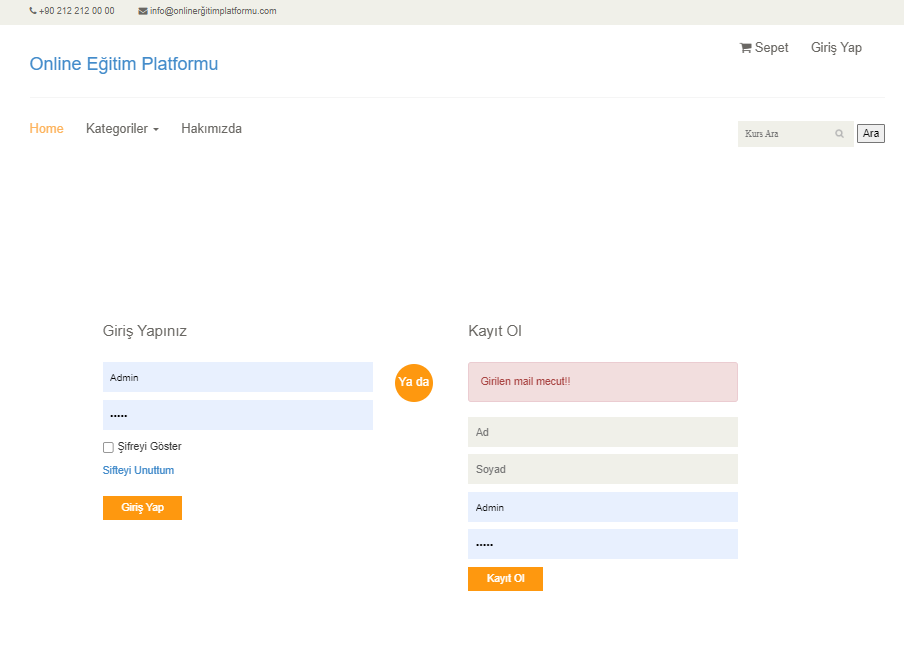 +90 212 212 00 00 info@onlinerğitimplatformu.com
Sepet Giriş Yap
Online Eğitim Platformu
Home Kategoriler Hakımızda
Kurs Ara Ara
Giriş Yapınız
Admin
•••••
Şifreyi Göster
Sifteyi Unuttum
Giriş Yap
Ya da
Kayıt Ol
Girilen mail mecut!!
Ad
Soyad
Admin
•••••
Kayıt Ol